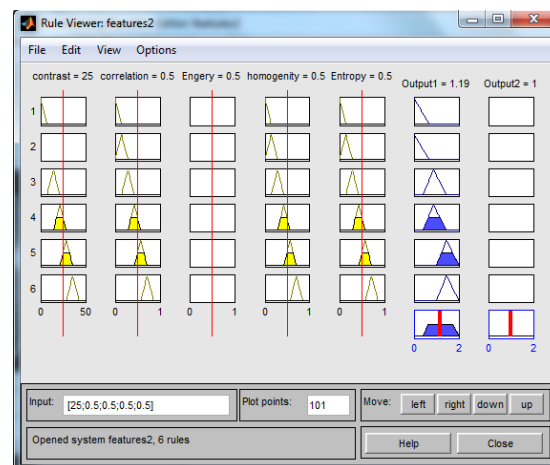 Rule Viewer: features2
File Edit View Options
contrast = 25 correlation = 0.5 Engery = 0.5 homogenity = 0.5 Entropy = 0.5 Output1 = 1.19 Output2 = 1
1
2
3
4
5
6
0 50 0 1 0 1 0 1 0 1
0 2 0 2
Input: [25;0.5;0.5;0.5;0.5] Plot points: 101 Move: left right down up
Opened system features2, 6 rules Help Close